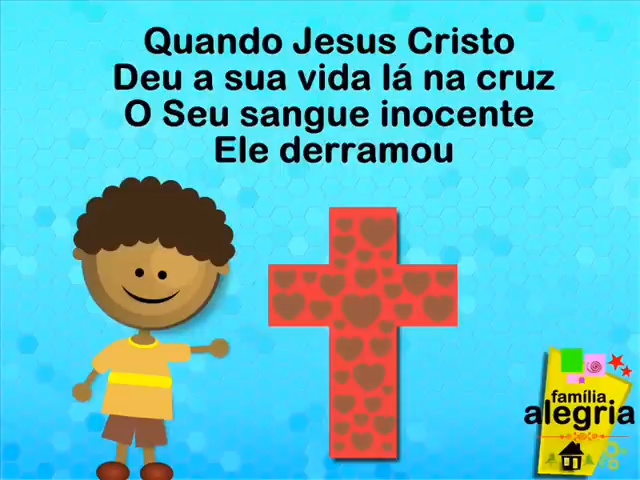 Quando Jesus Cristo
Deu a sua vida lá na cruz
O Seu sangue inocente
Ele derramou
família
alegria